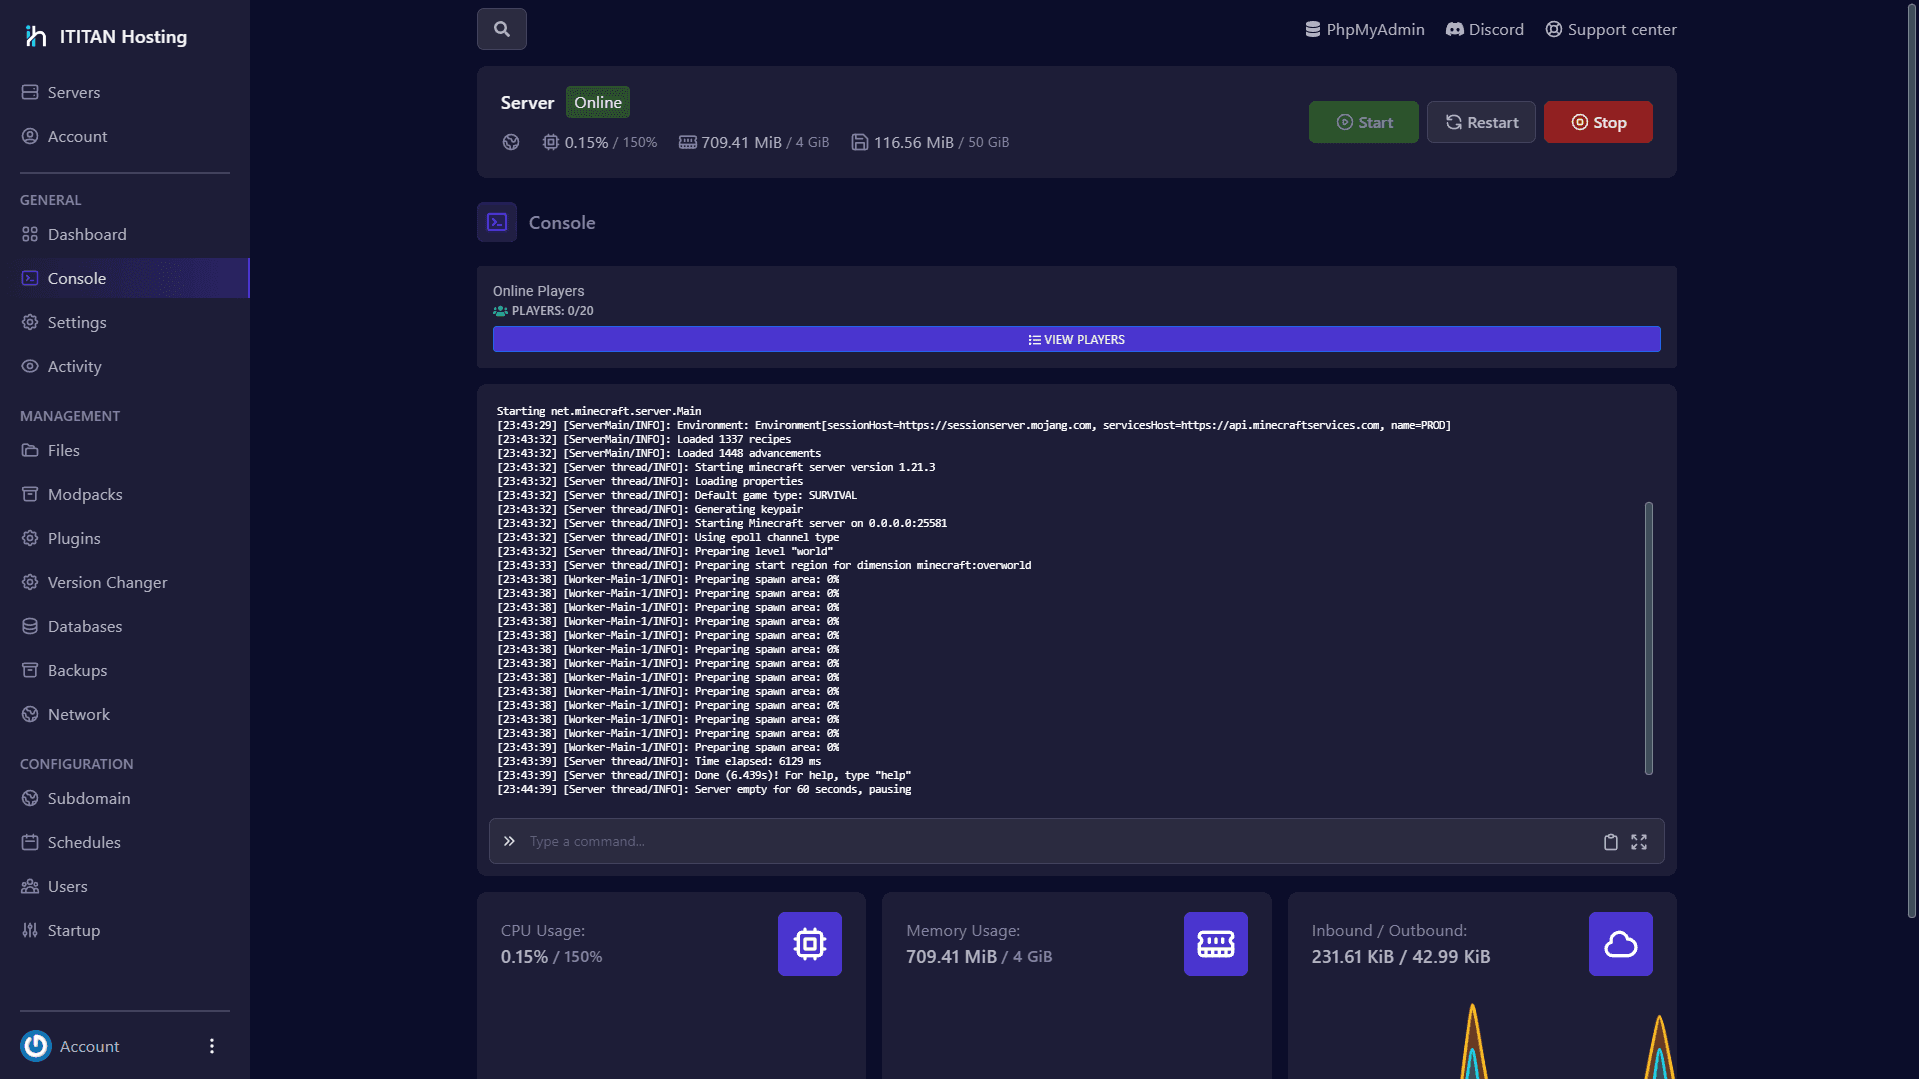 ITITAN Hosting
Servers
Account
GENERAL
Dashboard
Console
Settings
Activity
MANAGEMENT
Files
Modpacks
Plugins
Version Changer
Databases
Backups
Network
CONFIGURATION
Subdomain
Schedules
Users
Startup
Account
PhpMyAdmin Discord Support center
Server Online
0.15% / 150% 709.41 MiB / 4 GiB 116.56 MiB / 50 GiB
Start Restart Stop
Console
Online Players
PLAYERS: 0/20
VIEW PLAYERS
Starting net.minecraft.server.Main
[23:43:29] [ServerMain/INFO]: Environment: Environment[sessionHost=https://sessionserver.mojang.com, servicesHost=https://api.minecraftservices.com, name=PROD]
[23:43:32] [ServerMain/INFO]: Loaded 1337 recipes
[23:43:32] [ServerMain/INFO]: Loaded 1448 advancements
[23:43:32] [Server thread/INFO]: Starting minecraft server version 1.21.3
[23:43:32] [Server thread/INFO]: Loading properties
[23:43:32] [Server thread/INFO]: Default game type: SURVIVAL
[23:43:32] [Server thread/INFO]: Generating keypair
[23:43:32] [Server thread/INFO]: Starting Minecraft server on 0.0.0.0:25581
[23:43:32] [Server thread/INFO]: Using epoll channel type
[23:43:32] [Server thread/INFO]: Preparing level "world"
[23:43:33] [Server thread/INFO]: Preparing start region for dimension minecraft:overworld
[23:43:38] [Worker-Main-1/INFO]: Preparing spawn area: 0%
[23:43:38] [Worker-Main-1/INFO]: Preparing spawn area: 0%
[23:43:38] [Worker-Main-1/INFO]: Preparing spawn area: 0%
[23:43:38] [Worker-Main-1/INFO]: Preparing spawn area: 0%
[23:43:38] [Worker-Main-1/INFO]: Preparing spawn area: 0%
[23:43:38] [Worker-Main-1/INFO]: Preparing spawn area: 0%
[23:43:38] [Worker-Main-1/INFO]: Preparing spawn area: 0%
[23:43:38] [Worker-Main-1/INFO]: Preparing spawn area: 0%
[23:43:38] [Worker-Main-1/INFO]: Preparing spawn area: 0%
[23:43:38] [Worker-Main-1/INFO]: Preparing spawn area: 0%
[23:43:38] [Worker-Main-1/INFO]: Preparing spawn area: 0%
[23:43:38] [Worker-Main-1/INFO]: Preparing spawn area: 0%
[23:43:39] [Worker-Main-1/INFO]: Preparing spawn area: 0%
[23:43:39] [Server thread/INFO]: Time elapsed: 6129 ms
[23:43:39] [Server thread/INFO]: Done (6.439s)! For help, type "help"
[23:44:39] [Server thread/INFO]: Server empty for 60 seconds, pausing
Type a command...
CPU Usage:
0.15% / 150%
Memory Usage:
709.41 MiB / 4 GiB
Inbound / Outbound:
231.61 KiB / 42.99 KiB